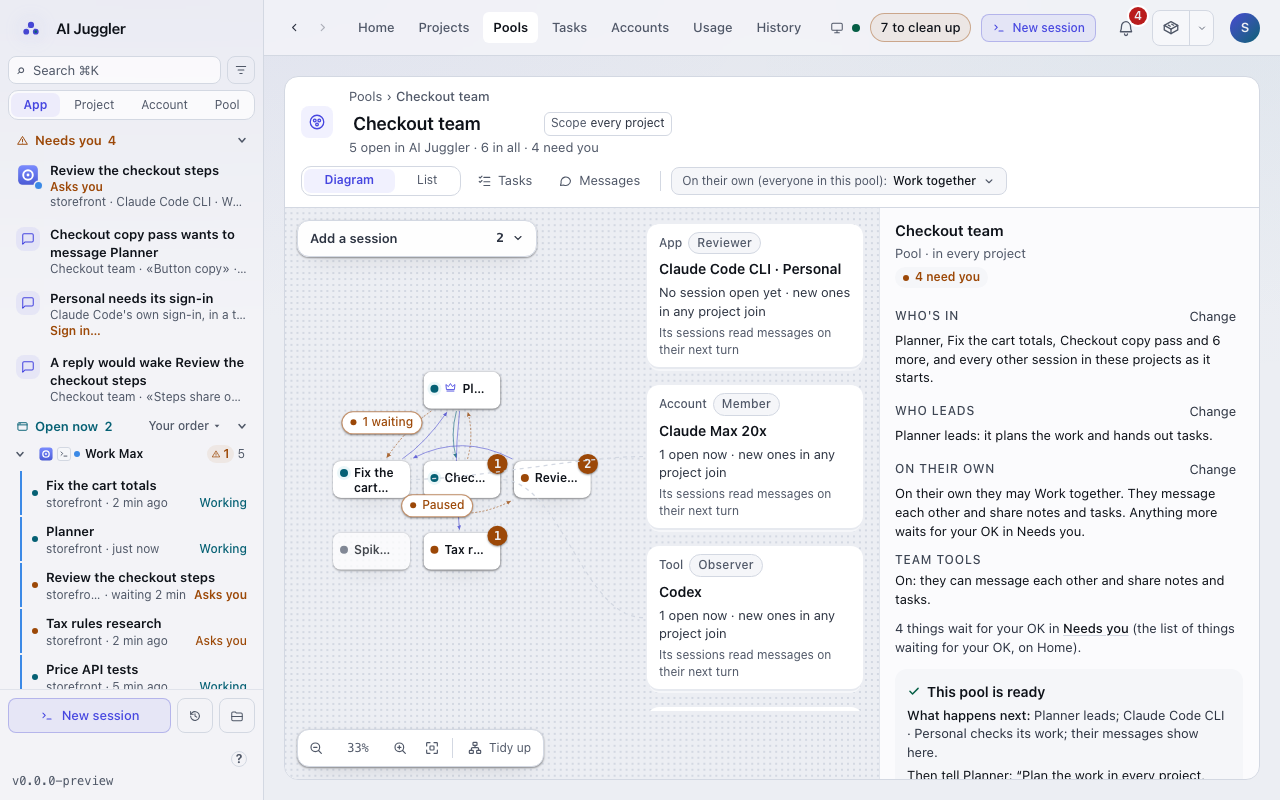 AI Juggler
Search ⌘K
App Project Account Pool
Needs you 4
Review the checkout steps
Asks you
storefront · Claude Code CLI · W…
Checkout copy pass wants to
message Planner
Checkout team · «Button copy» ·…
Personal needs its sign-in
Claude Code's own sign-in, in a t…
Sign in…
A reply would wake Review the
checkout steps
Checkout team · «Steps share o…
Open now 2 Your order
Work Max 1 5
Fix the cart totals
storefront · 2 min ago Working
Planner
storefront · just now Working
Review the checkout steps
storefro… · waiting 2 min Asks you
Tax rules research
storefront · 2 min ago Asks you
Price API tests
storefront · 5 min ago Working
New session
?
v0.0.0-preview
Home Projects Pools Tasks Accounts Usage History
7 to clean up
New session
4
S
Pools › Checkout team
Checkout team
Scope every project
5 open in AI Juggler · 6 in all · 4 need you
Diagram List Tasks Messages
On their own (everyone in this pool): Work together
Add a session 2
Pl…
1 waiting
Fix the
cart…
Chec…
1
Revie…
2
Paused
Spik…
Tax r…
1
33%
Tidy up
App Reviewer
Claude Code CLI · Personal
No session open yet · new ones
in any project join
Its sessions read messages on
their next turn
Account Member
Claude Max 20x
1 open now · new ones in any
project join
Its sessions read messages on
their next turn
Tool Observer
Codex
1 open now · new ones in any
project join
Its sessions read messages on
their next turn
Checkout team
Pool · in every project
4 need you
WHO'S IN Change
Planner, Fix the cart totals, Checkout copy pass and 6
more, and every other session in these projects as it
starts.
WHO LEADS Change
Planner leads: it plans the work and hands out tasks.
ON THEIR OWN Change
On their own they may Work together. They message
each other and share notes and tasks. Anything more
waits for your OK in Needs you.
TEAM TOOLS
On: they can message each other and share notes and
tasks.
4 things wait for your OK in Needs you (the list of things
waiting for your OK, on Home).
This pool is ready
What happens next: Planner leads; Claude Code CLI
· Personal checks its work; their messages show
here.
Then tell Planner: “Plan the work in every project.